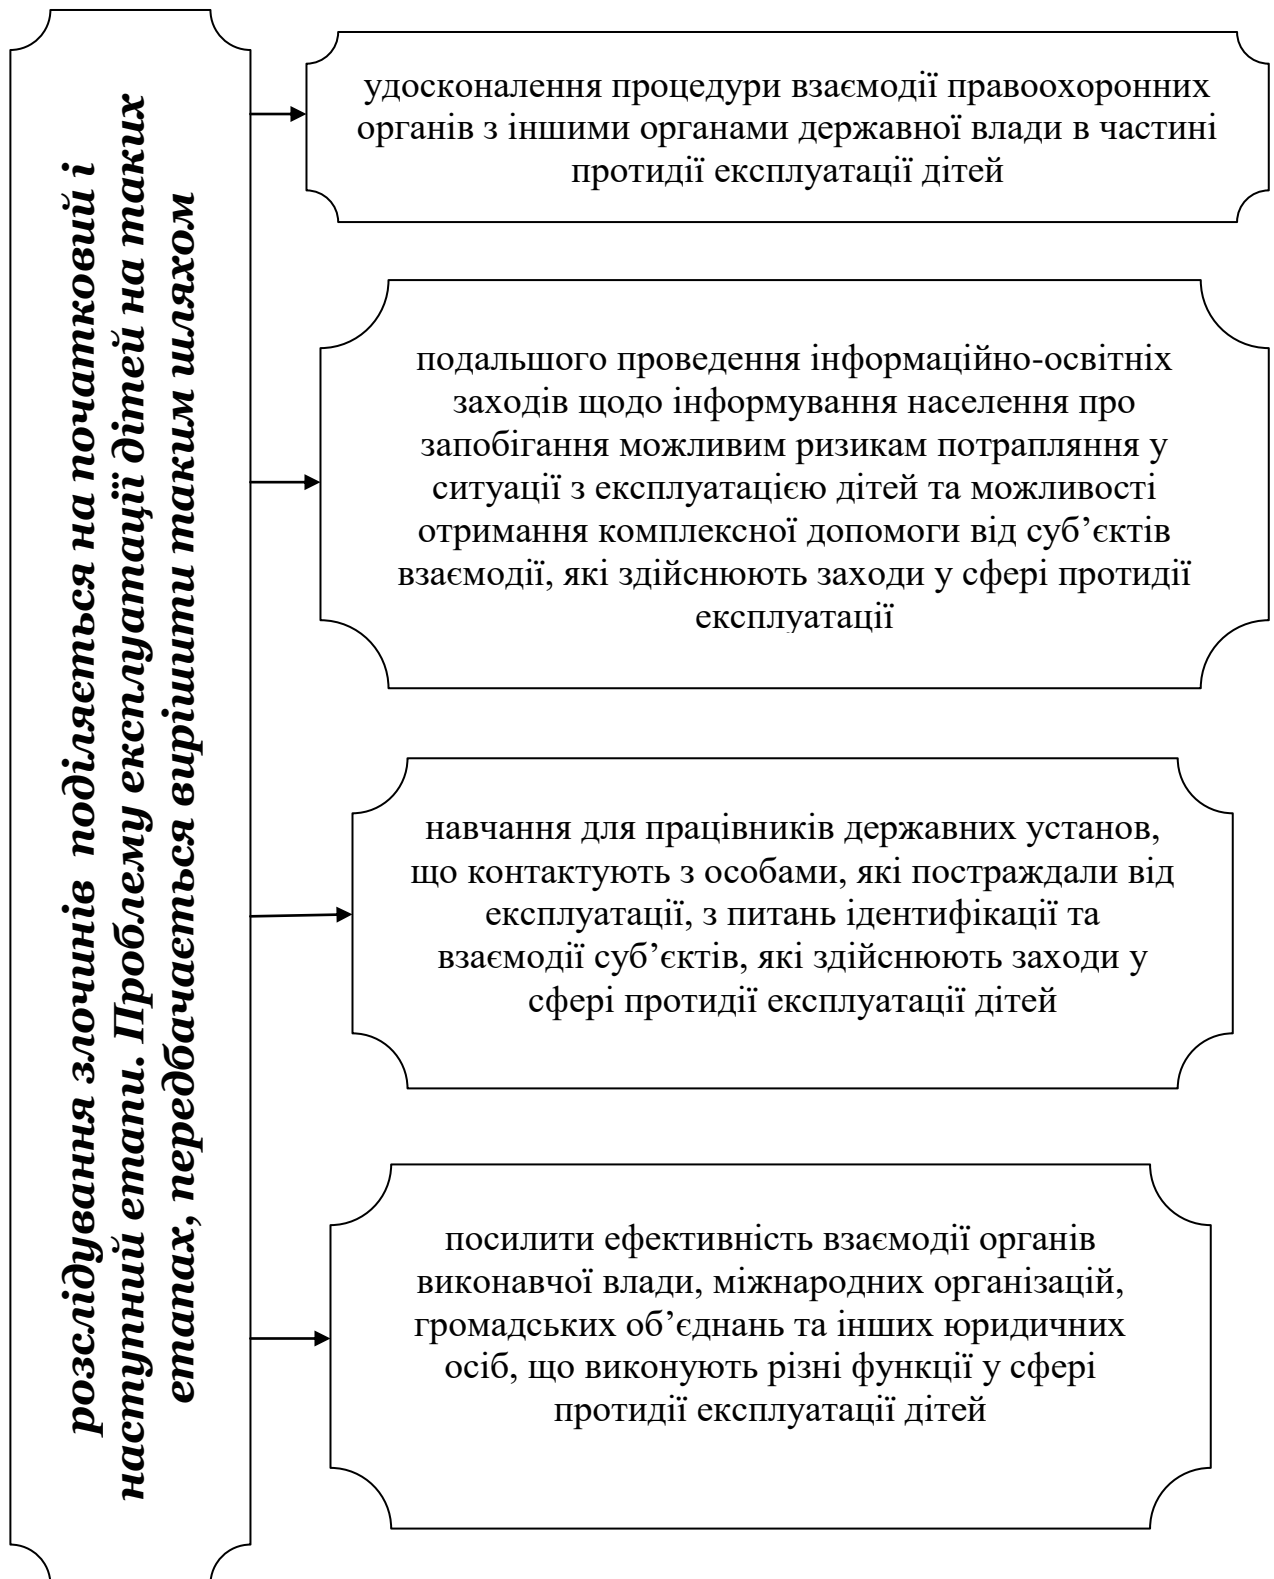 розслідування злочинів поділяється на початковий і
наступний етапи. Проблему експлуатації дітей на таких
етапах, передбачається вирішити таким шляхом
удосконалення процедури взаємодії правоохоронних
органів з іншими органами державної влади в частині
протидії експлуатації дітей
подальшого проведення інформаційно-освітніх
заходів щодо інформування населення про
запобігання можливим ризикам потрапляння у
ситуації з експлуатацією дітей та можливості
отримання комплексної допомоги від суб’єктів
взаємодії, які здійснюють заходи у сфері протидії
експлуатації
навчання для працівників державних установ,
що контактують з особами, які постраждали від
експлуатації, з питань ідентифікації та
взаємодії суб’єктів, які здійснюють заходи у
сфері протидії експлуатації дітей
посилити ефективність взаємодії органів
виконавчої влади, міжнародних організацій,
громадських об’єднань та інших юридичних
осіб, що виконують різні функції у сфері
протидії експлуатації дітей